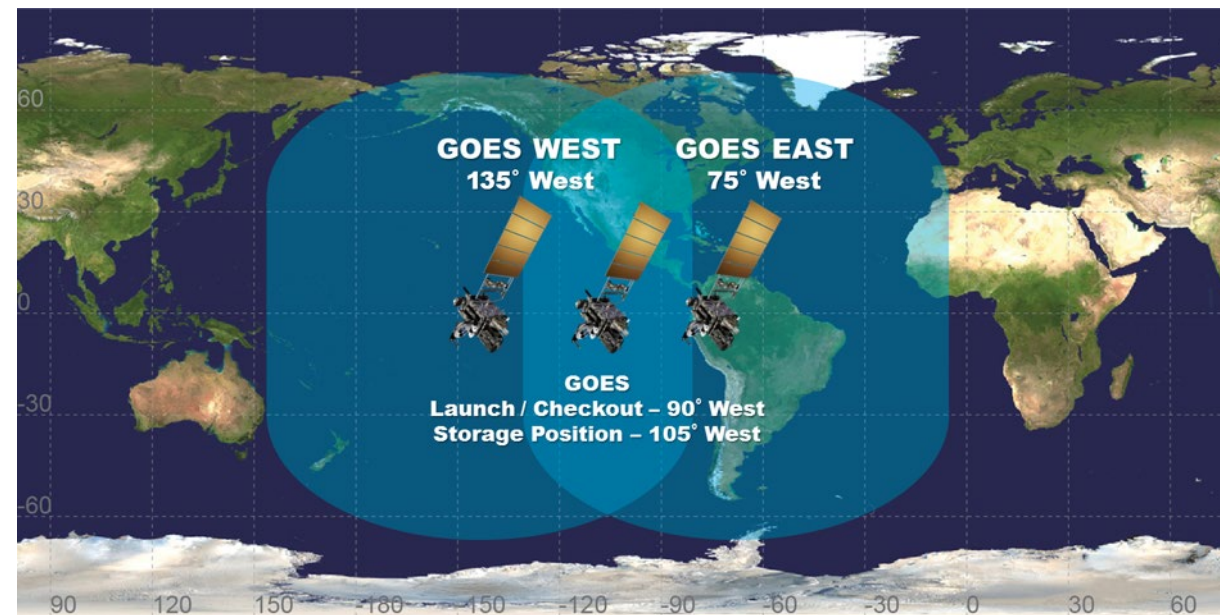 60
30
0
-30
-60
GOES WEST
135° West
GOES EAST
75° West
GOES
Launch / Checkout – 90° West
Storage Position – 105° West
90 120 150 -180 -150 -120 -90 -60 -30 0 30 60